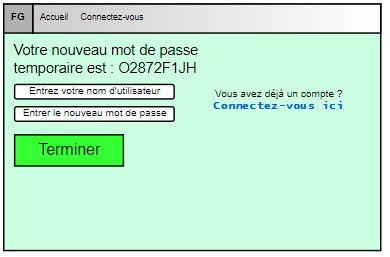 FG Accueil Connectez-vous
Votre nouveau mot de passe
temporaire est : O2872F1JH
Entrez votre nom d'utilisateur
Entrer le nouveau mot de passe
Vous avez déjà un compte ?
Connectez-vous ici
Terminer